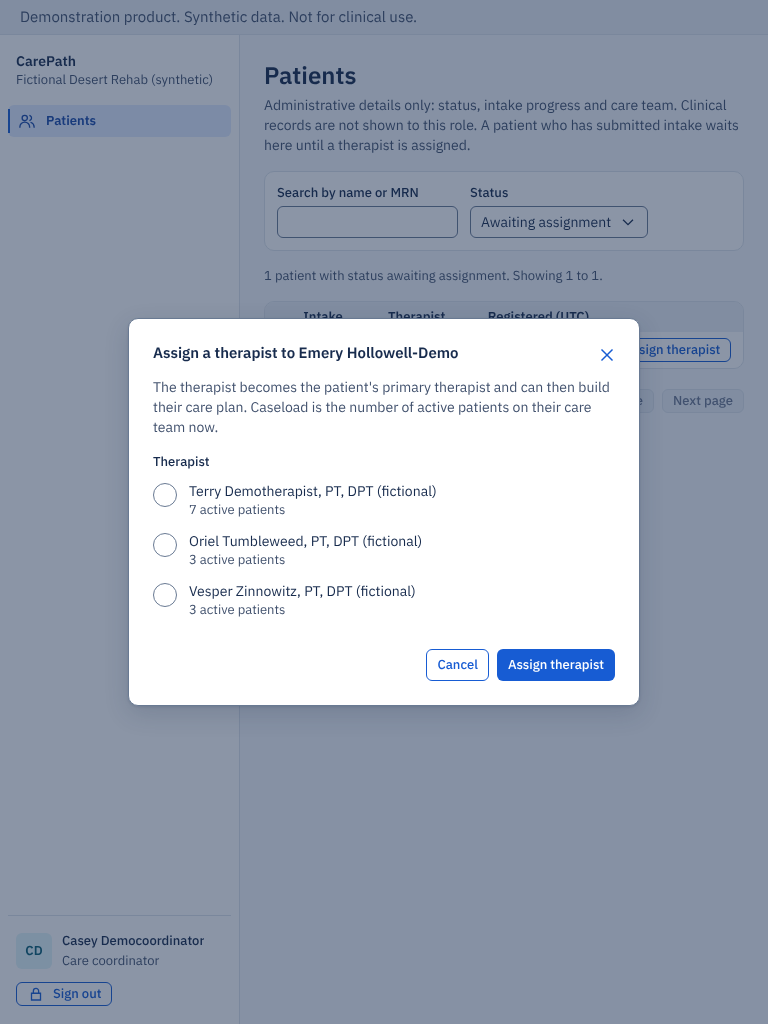 Demonstration product. Synthetic data. Not for clinical use.
CarePath
Fictional Desert Rehab (synthetic)
Patients
Patients
Administrative details only: status, intake progress and care team. Clinical
records are not shown to this role. A patient who has submitted intake waits
here until a therapist is assigned.
Search by name or MRN
Status
Awaiting assignment
1 patient with status awaiting assignment. Showing 1 to 1.
Intake
Therapist
Registered (UTC)
therapist
Next page
Assign a therapist to Emery Hollowell-Demo
The therapist becomes the patient's primary therapist and can then build
their care plan. Caseload is the number of active patients on their care
team now.
Therapist
Terry Demotherapist, PT, DPT (fictional)
7 active patients
Oriel Tumbleweed, PT, DPT (fictional)
3 active patients
Vesper Zinnowitz, PT, DPT (fictional)
3 active patients
Cancel
Assign therapist
CD
Casey Democoordinator
Care coordinator
Sign out